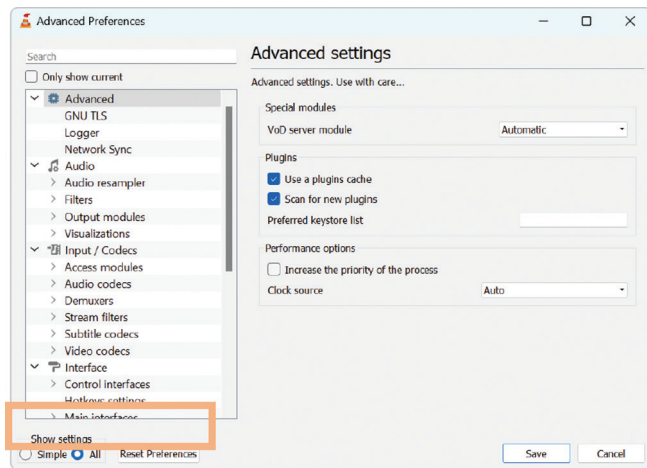 Advanced Preferences
Search
Only show current
Advanced
GNU TLS
Logger
Network Sync
Audio
Audio resampler
Filters
Output modules
Visualizations
Input / Codecs
Access modules
Audio codecs
Demuxers
Stream filters
Subtitle codecs
Video codecs
Interface
Control interfaces
Hotkeys settings
Main interfaces
Show settings
Simple All Reset Preferences
Advanced settings
Advanced settings. Use with care...
Special modules
VoD server module Automatic
Plugins
Use a plugins cache
Scan for new plugins
Preferred keystore list
Performance options
Increase the priority of the process
Clock source Auto
Save Cancel